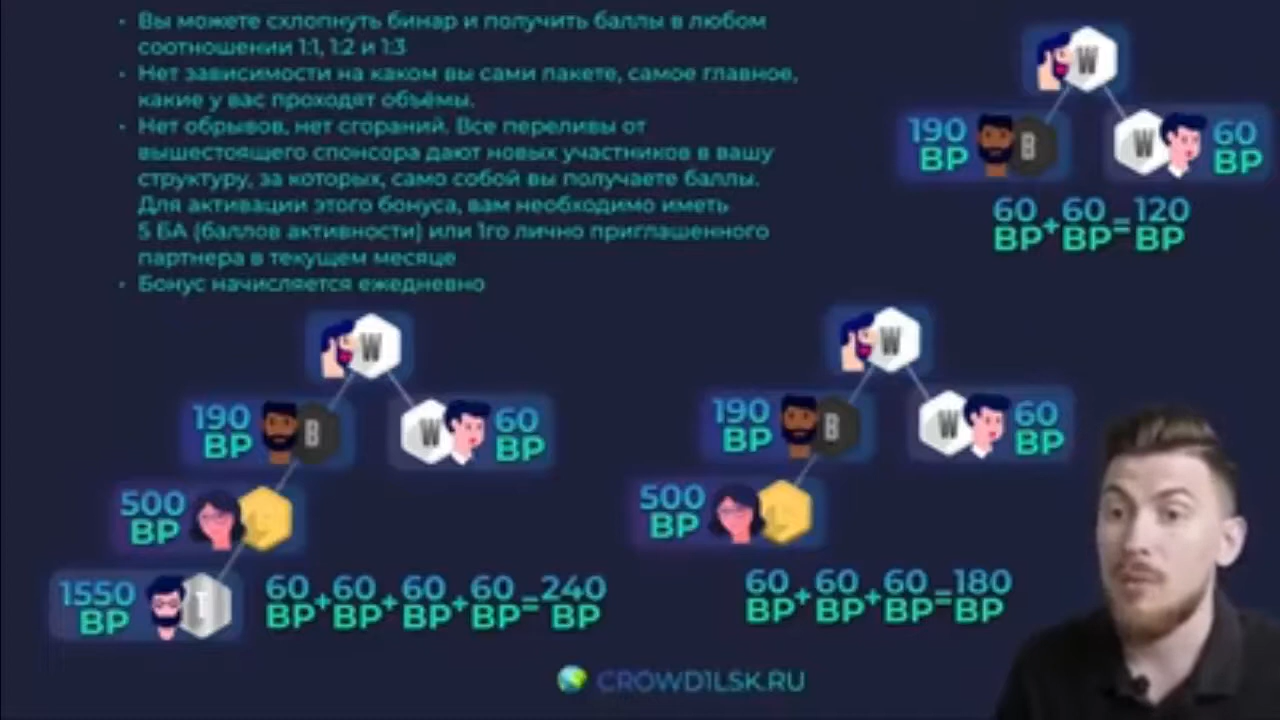 • Вы можете схлопнуть бинар и получить баллы в любом
соотношении 1:1, 1:2 и 1:3
• Нет зависимости на каком вы сами пакете, самое главное,
какие у вас проходят объёмы.
• Нет обрывов, нет сгораний. Все переливы от
вышестоящего спонсора дают новых участников в вашу
структуру, за которых, само собой вы получаете баллы.
Для активации этого бонуса, вам необходимо иметь
5 БА (баллов активности) или 1го лично приглашенного
партнера в текущем месяце
• Бонус начисляется ежедневно
W
190 BP
B
W
60 BP
60 BP + 60 BP = 120 BP
W
190 BP
B
W
60 BP
500 BP
1550 BP
T
60 BP + 60 BP + 60 BP + 60 BP = 240 BP
W
190 BP
B
W
60 BP
500 BP
60 BP + 60 BP + 60 BP = 180 BP
CROWD1LSK.RU